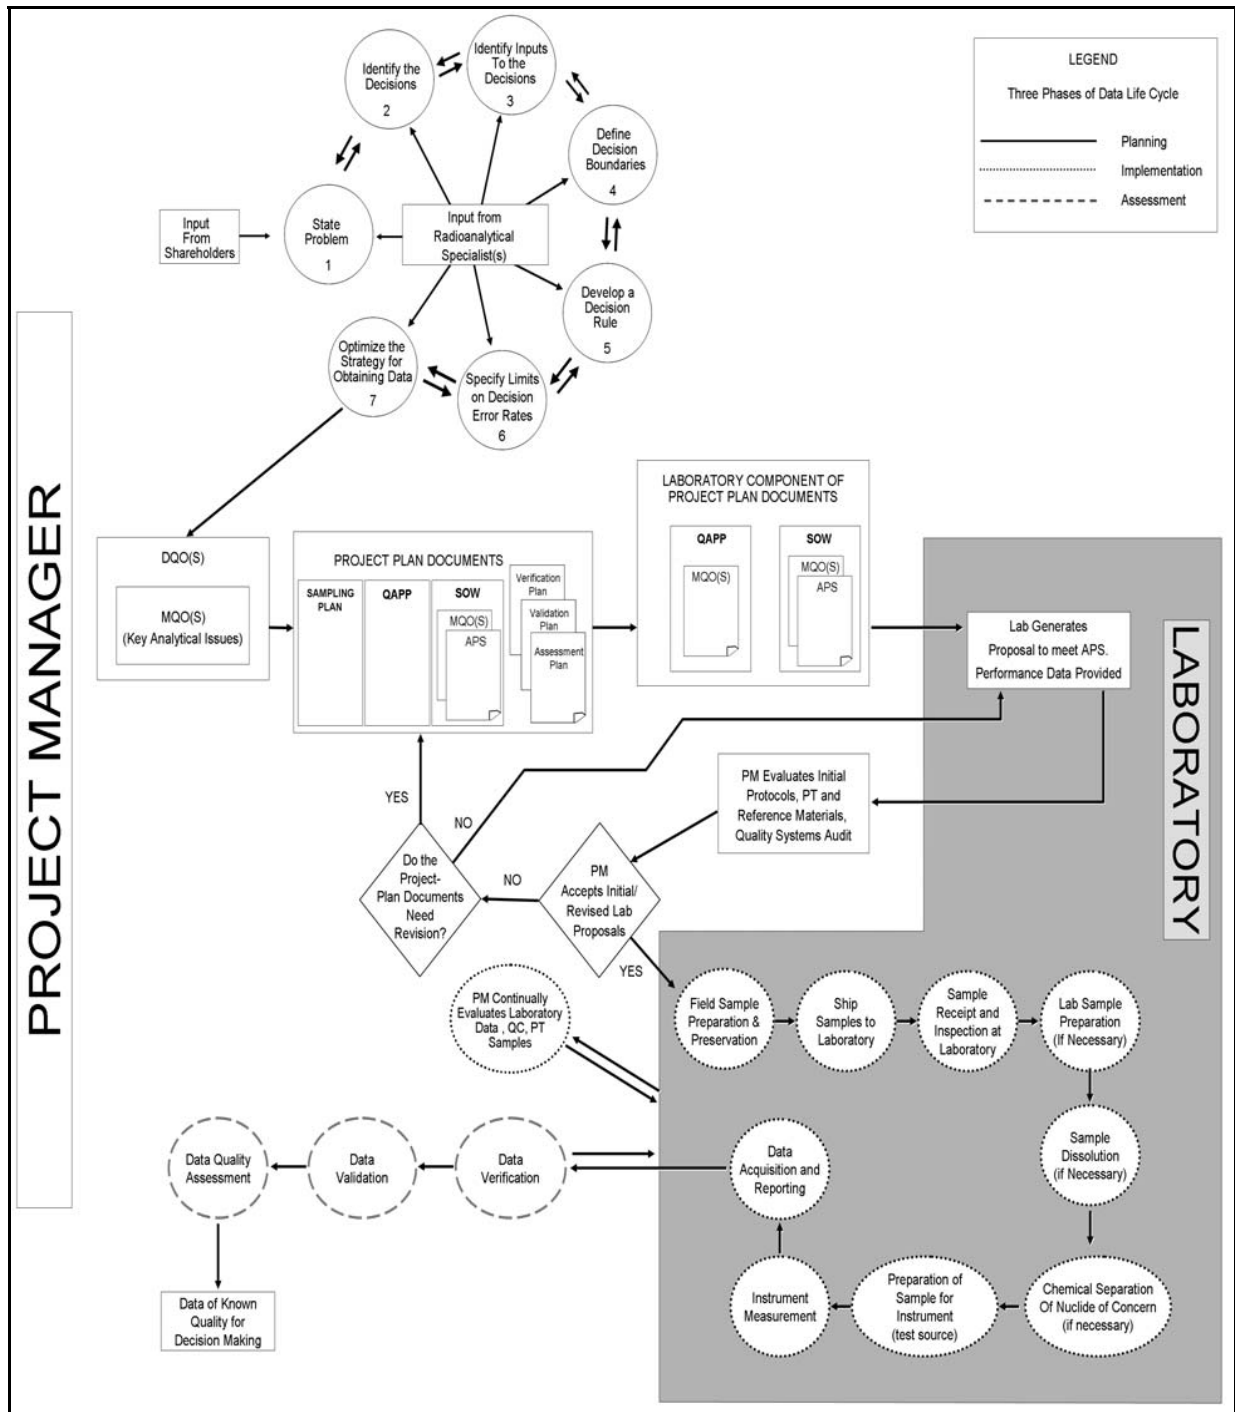 LEGEND
Three Phases of Data Life Cycle
Planning
Implementation
Assessment
Identify the
Decisions
2
Identify Inputs
To the
Decisions
3
Define
Decision
Boundaries
4
Input
From
Shareholders
State
Problem
1
Input from
Radioanalytical
Specialist(s)
Develop a
Decision
Rule
5
Optimize the
Strategy for
Obtaining Data
7
Specify Limits
on Decision
Error Rates
6
PROJECT MANAGER
LABORATORY
DQO(S)
MQO(S)
(Key Analytical Issues)
PROJECT PLAN DOCUMENTS
SAMPLING
PLAN
QAPP
SOW
MQO(S)
APS
Verification
Plan
Validation
Plan
Assessment
Plan
LABORATORY COMPONENT OF
PROJECT PLAN DOCUMENTS
QAPP
MQO(S)
SOW
MQO(S)
APS
Lab Generates
Proposal to meet APS.
Performance Data Provided
PM Evaluates Initial
Protocols, PT and
Reference Materials,
Quality Systems Audit
YES
NO
Do the
Project-
Plan Documents
Need
Revision?
NO
PM
Accepts Initial/
Revised Lab
Proposals
YES
PM Continually
Evaluates Laboratory
Data , QC, PT
Samples
Field Sample
Preparation &
Preservation
Ship
Samples to
Laboratory
Sample
Receipt and
Inspection at
Laboratory
Lab Sample
Preparation
(If Necessary)
Sample
Dissolution
(if Necessary)
Chemical Separation
Of Nuclide of Concern
(if necessary)
Preparation of
Sample for
Instrument
(test source)
Instrument
Measurement
Data
Acquisition and
Reporting
Data
Verification
Data
Validation
Data Quality
Assessment
Data of Known
Quality for
Decision Making